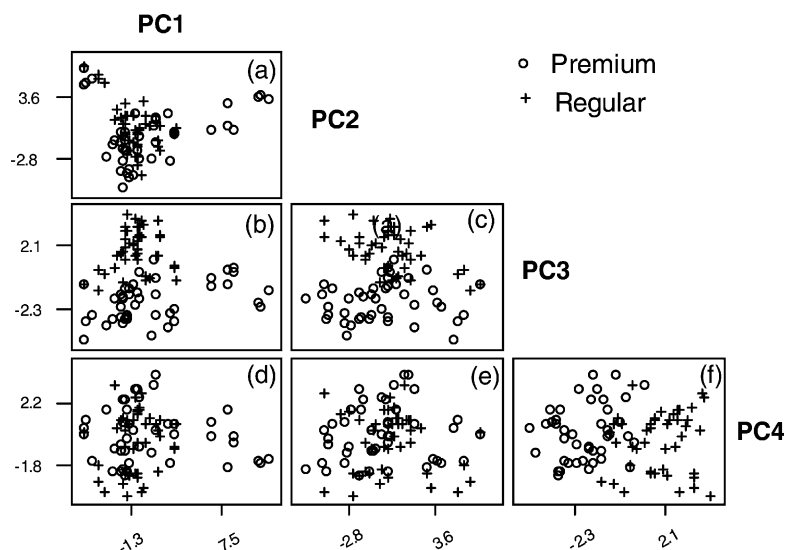 PC1
(a)
Premium
Regular
3.6
-2.8
PC2
(b)
(c)
2.1
-2.3
PC3
(d)
(e)
(f)
2.2
-1.8
PC4
-1.3
7.5
-2.8
3.6
-2.3
2.1